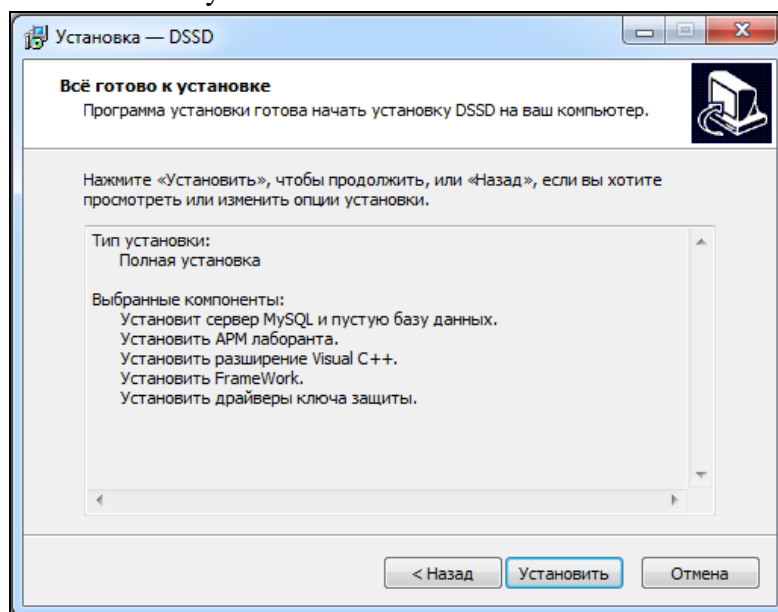 Установка — DSSD
Всё готово к установке
Программа установки готова начать установку DSSD на ваш компьютер.
Нажмите «Установить», чтобы продолжить, или «Назад», если вы хотите
просмотреть или изменить опции установки.
Тип установки:
Полная установка
Выбранные компоненты:
Установит сервер MySQL и пустую базу данных.
Установить АРМ лаборанта.
Установить разширение Visual C++.
Установить FrameWork.
Установить драйверы ключа защиты.
< Назад
Установить
Отмена